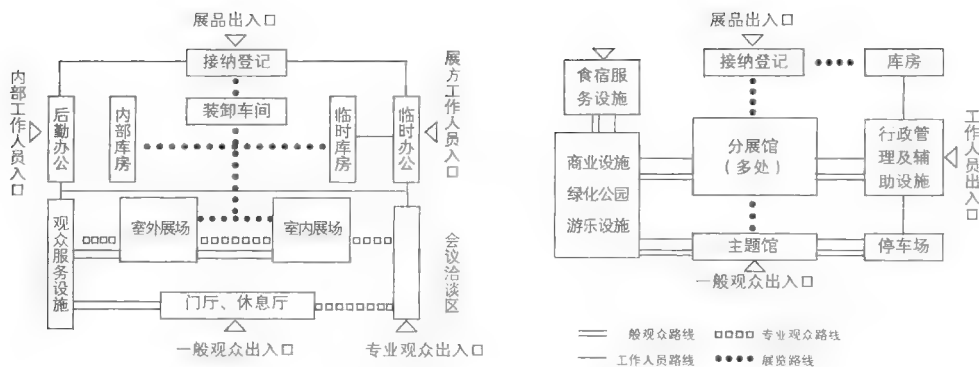 展品出入口
接纳登记
装卸车间
内部工作人员入口
后勤办公
内部库房
临时库房
临时办公
展方工作人员入口
观众服务设施
室外展场
室内展场
会议洽谈区
门厅、休息厅
一般观众出入口
专业观众出入口
展品出入口
接纳登记
库房
食宿服
务设施
商业设施
绿化公园
游乐设施
分展馆
(多处)
行政管
理及辅
助设施
工作人员出入口
主题馆
停车场
一般观众出入口
一般观众路线
专业观众路线
工作人员路线
展览路线